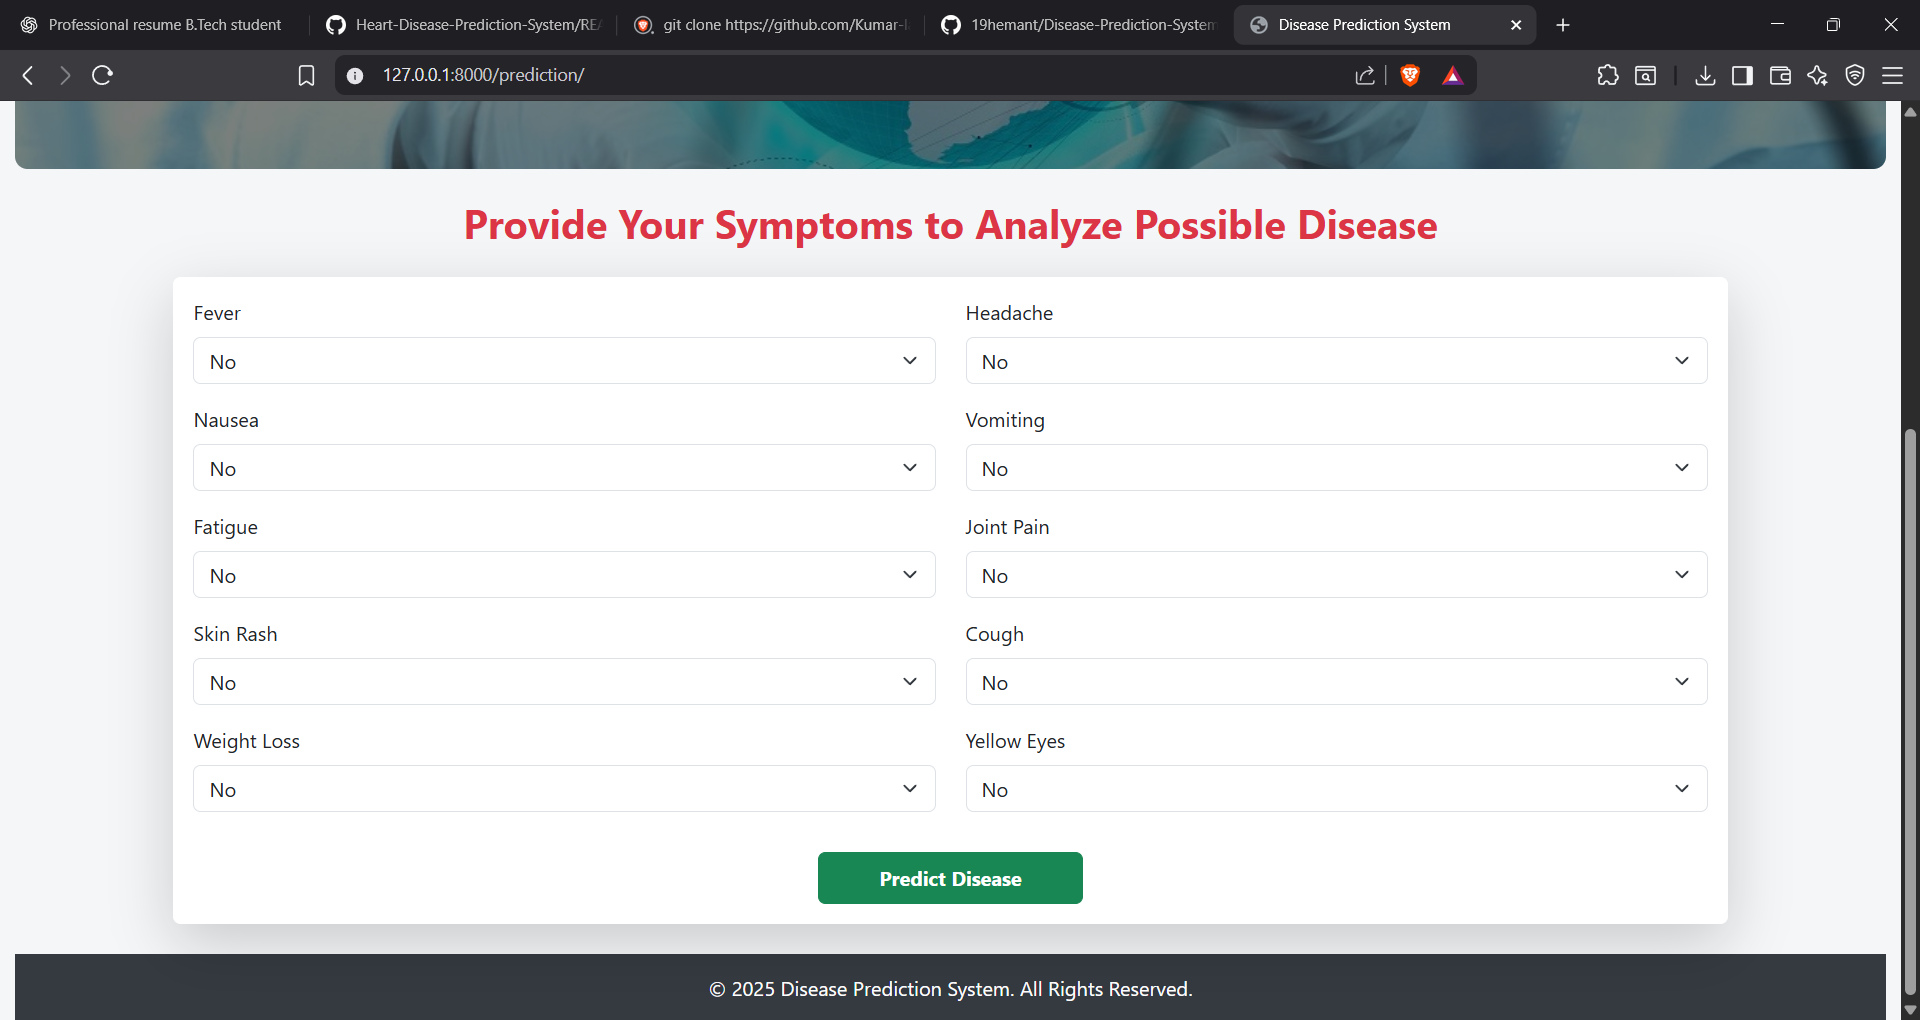 Professional resume B.Tech student
Heart-Disease-Prediction-System/REA
git clone https://github.com/Kumar-l
19hemant/Disease-Prediction-System
Disease Prediction System
127.0.0.1:8000/prediction/
Provide Your Symptoms to Analyze Possible Disease
Fever
Headache
No
No
Nausea
Vomiting
No
No
Fatigue
Joint Pain
No
No
Skin Rash
Cough
No
No
Weight Loss
Yellow Eyes
No
No
Predict Disease
© 2025 Disease Prediction System. All Rights Reserved.